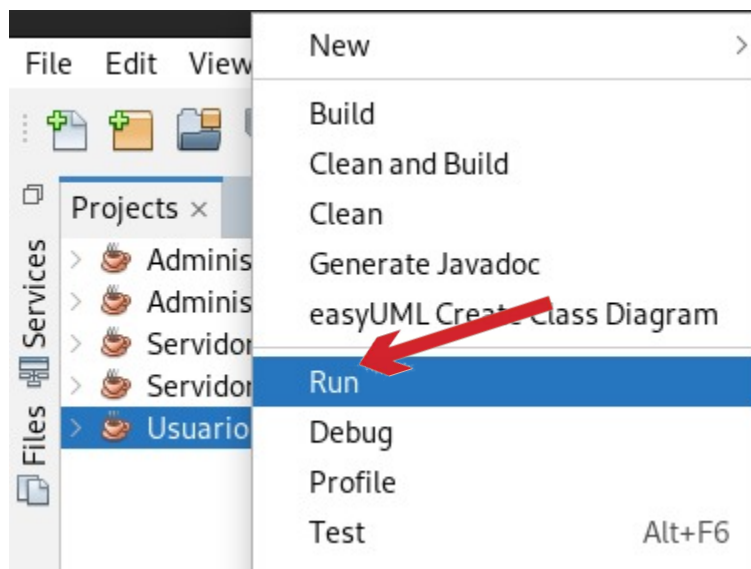 File Edit View
New
Build
Clean and Build
Clean
Generate Javadoc
easyUML Create Class Diagram
Run
Debug
Profile
Test Alt+F6
Projects
Adminis
Adminis
Servidor
Servidor
Usuario
Services
Files